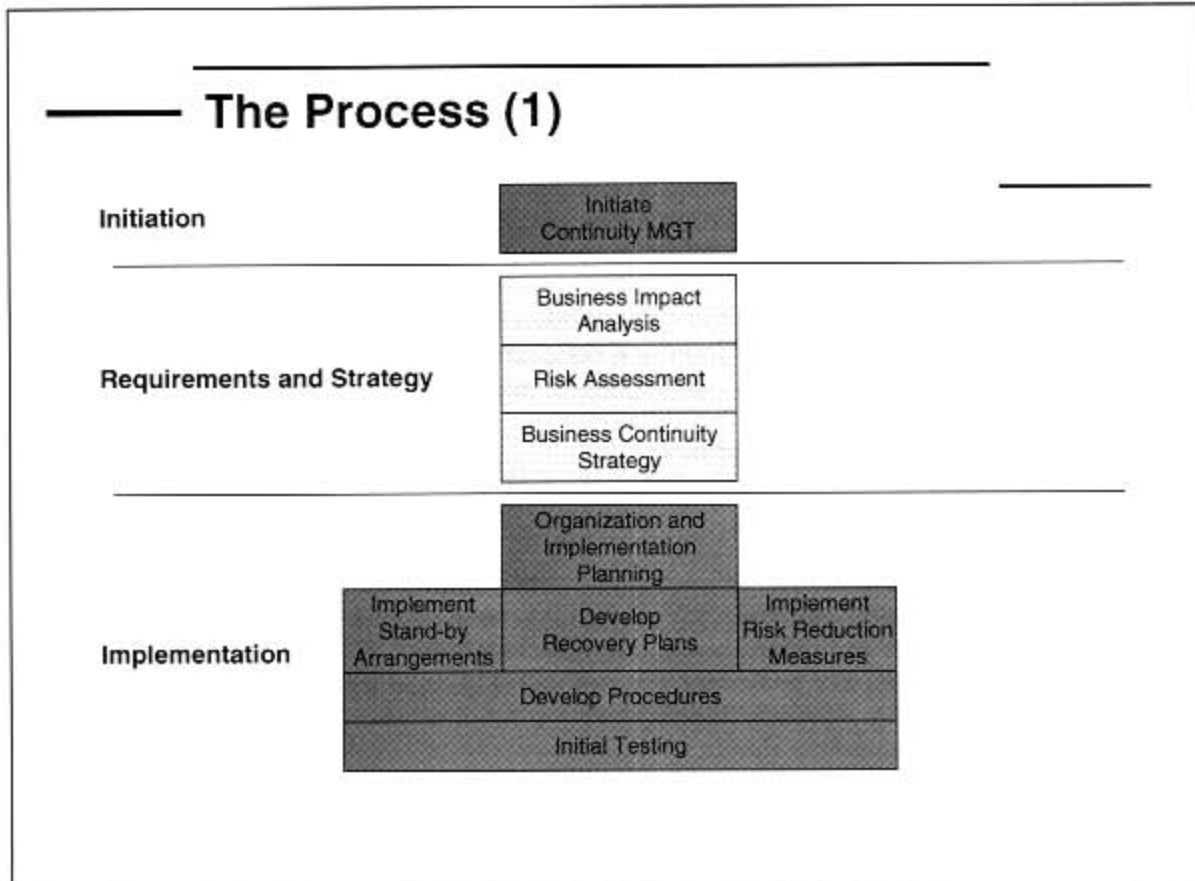 The Process (1)
Initiation
Initiate
Continuity MGT
Requirements and Strategy
Business Impact
Analysis
Risk Assessment
Business Continuity
Strategy
Implementation
Organization and
Implementation
Planning
Implement
Stand-by
Arrangements
Develop
Recovery Plans
Implement
Risk Reduction
Measures
Develop Procedures
Initial Testing